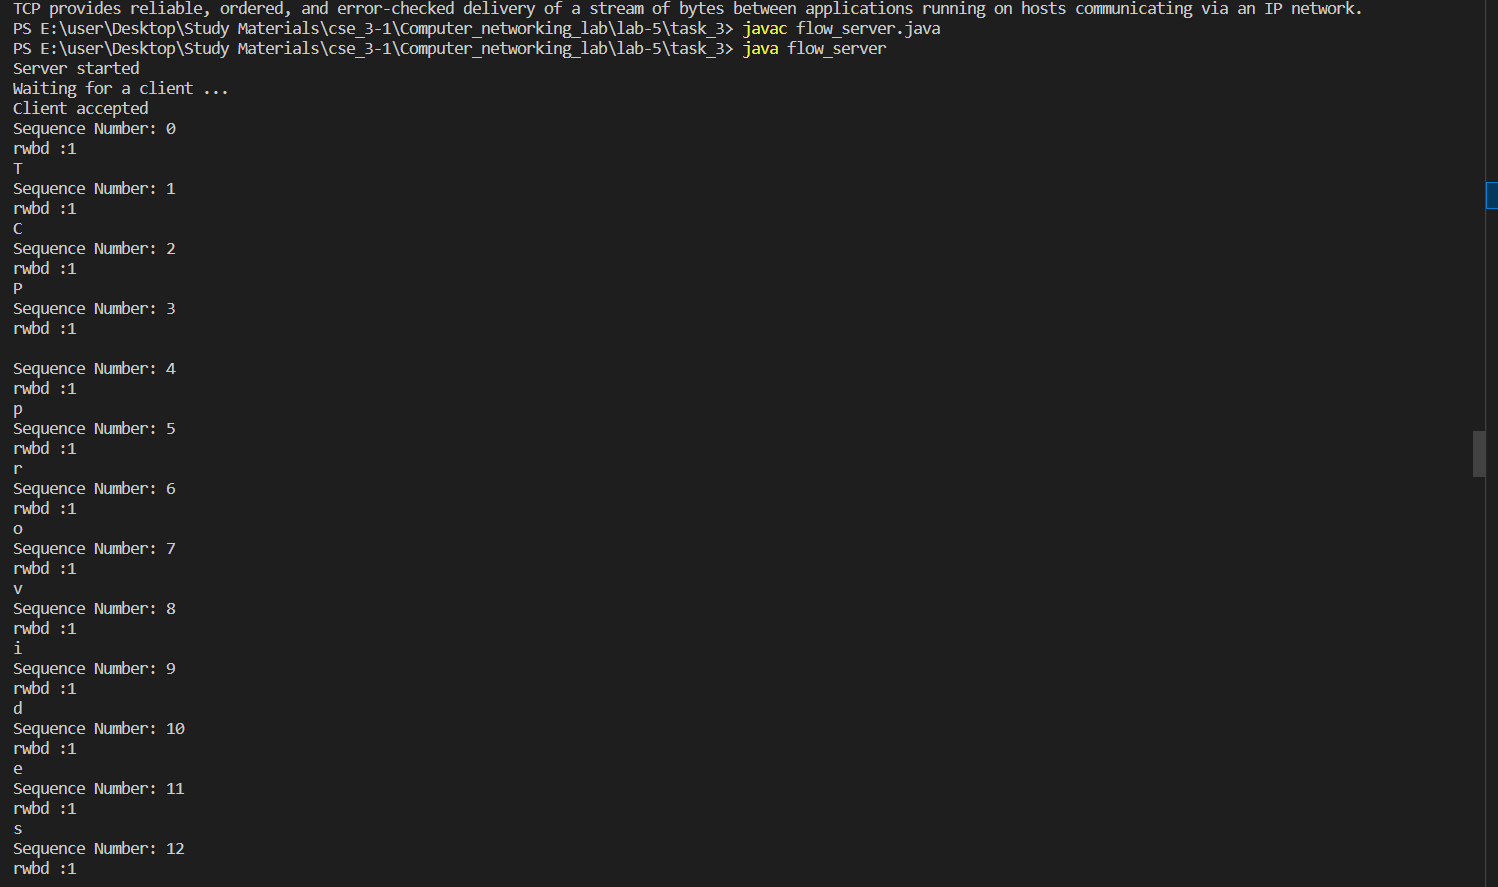 TCP provides reliable, ordered, and error-checked delivery of a stream of bytes between applications running on hosts communicating via an IP network.
PS E:\user\Desktop\Study Materials\cse_3-1\Computer_networking_lab\lab-5\task_3> javac flow_server.java
PS E:\user\Desktop\Study Materials\cse_3-1\Computer_networking_lab\lab-5\task_3> java flow_server
Server started
Waiting for a client ...
Client accepted
Sequence Number: 0
rwbd :1
T
Sequence Number: 1
rwbd :1
C
Sequence Number: 2
rwbd :1
P
Sequence Number: 3
rwbd :1

Sequence Number: 4
rwbd :1
p
Sequence Number: 5
rwbd :1
r
Sequence Number: 6
rwbd :1
o
Sequence Number: 7
rwbd :1
v
Sequence Number: 8
rwbd :1
i
Sequence Number: 9
rwbd :1
d
Sequence Number: 10
rwbd :1
e
Sequence Number: 11
rwbd :1
s
Sequence Number: 12
rwbd :1